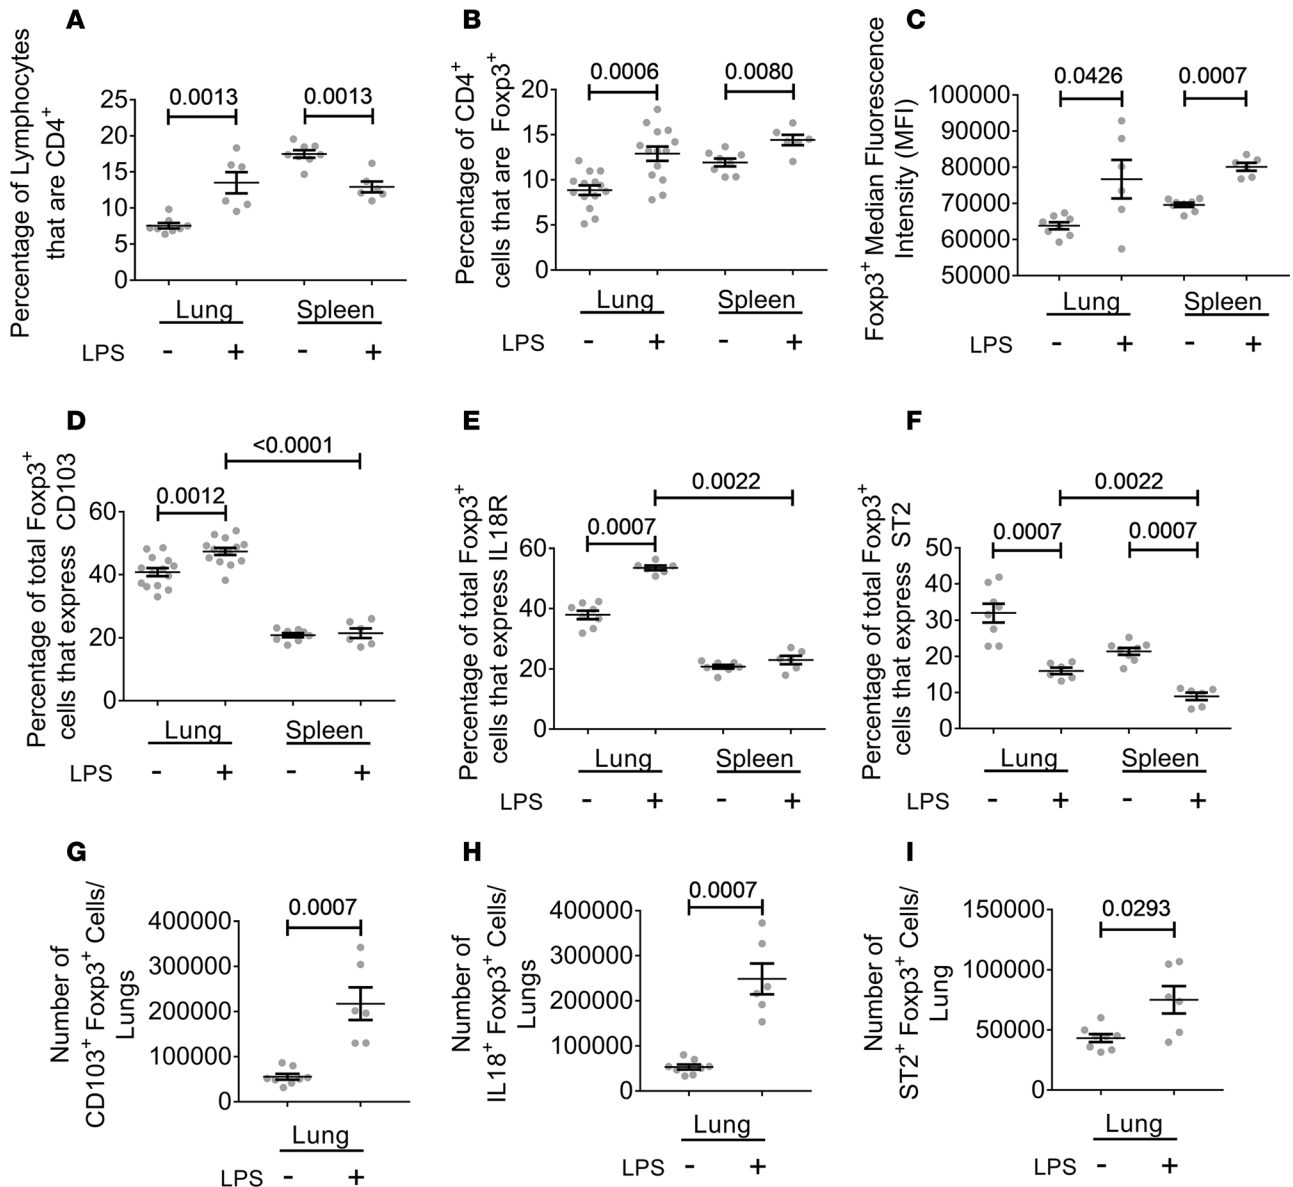 A
Percentage of Lymphocytes
that are CD4+
0.0013
0.0013
25
20
15
10
5
0
Lung
Spleen
LPS - + - +
B
Percentage of CD4+
cells that are Foxp3+
0.0006
0.0080
20
15
10
5
0
Lung
Spleen
LPS - + - +
C
Foxp3+ Median Fluorescence
Intensity (MFI)
0.0426
0.0007
100000
90000
80000
70000
60000
50000
Lung
Spleen
LPS - + - +
D
Percentage of total Foxp3+
cells that express CD103
<0.0001
0.0012
60
40
20
0
Lung
Spleen
LPS - + - +
E
Percentage of total Foxp3+
cells that express IL18R
0.0022
0.0007
60
40
20
0
Lung
Spleen
LPS - + - +
F
Percentage of total Foxp3+
cells that express ST2
0.0022
0.0007
0.0007
50
40
30
20
10
0
Lung
Spleen
LPS - + - +
G
Number of
CD103+ Foxp3+ Cells/
Lungs
0.0007
400000
300000
200000
100000
0
Lung
LPS - +
H
Number of
IL18+ Foxp3+ Cells/
Lungs
0.0007
400000
300000
200000
100000
0
Lung
LPS - +
I
Number of
ST2+ Foxp3+ Cells/
Lung
0.0293
150000
100000
50000
0
Lung
LPS - +